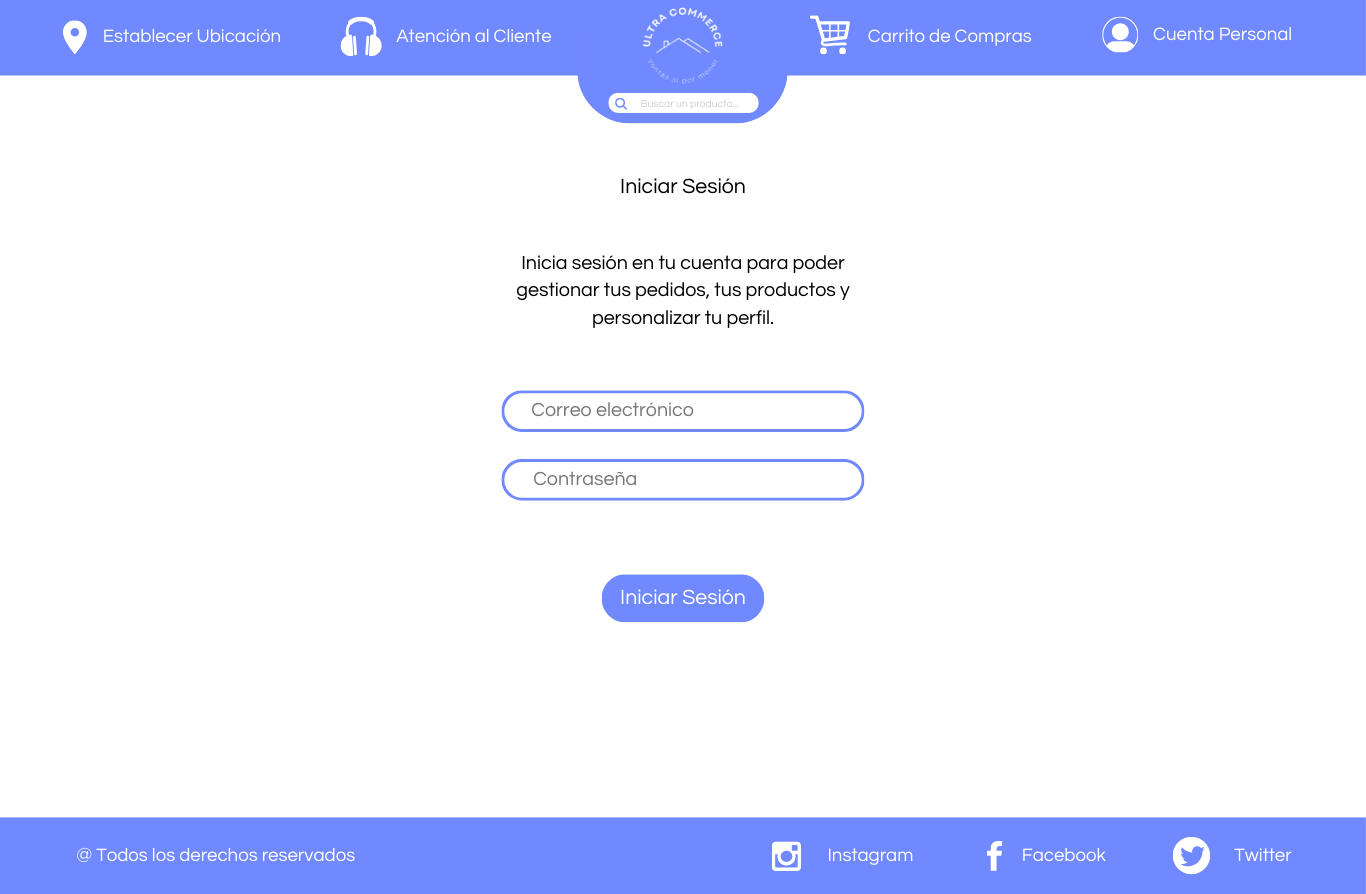 Establecer Ubicación
Atención al Cliente
ULTRA COMMERCE
Ventas al por menor
Carrito de Compras
Cuenta Personal
Buscar un producto...
Iniciar Sesión
Inicia sesión en tu cuenta para poder
gestionar tus pedidos, tus productos y
personalizar tu perfil.
Correo electrónico
Contraseña
Iniciar Sesión
@ Todos los derechos reservados
Instagram
Facebook
Twitter